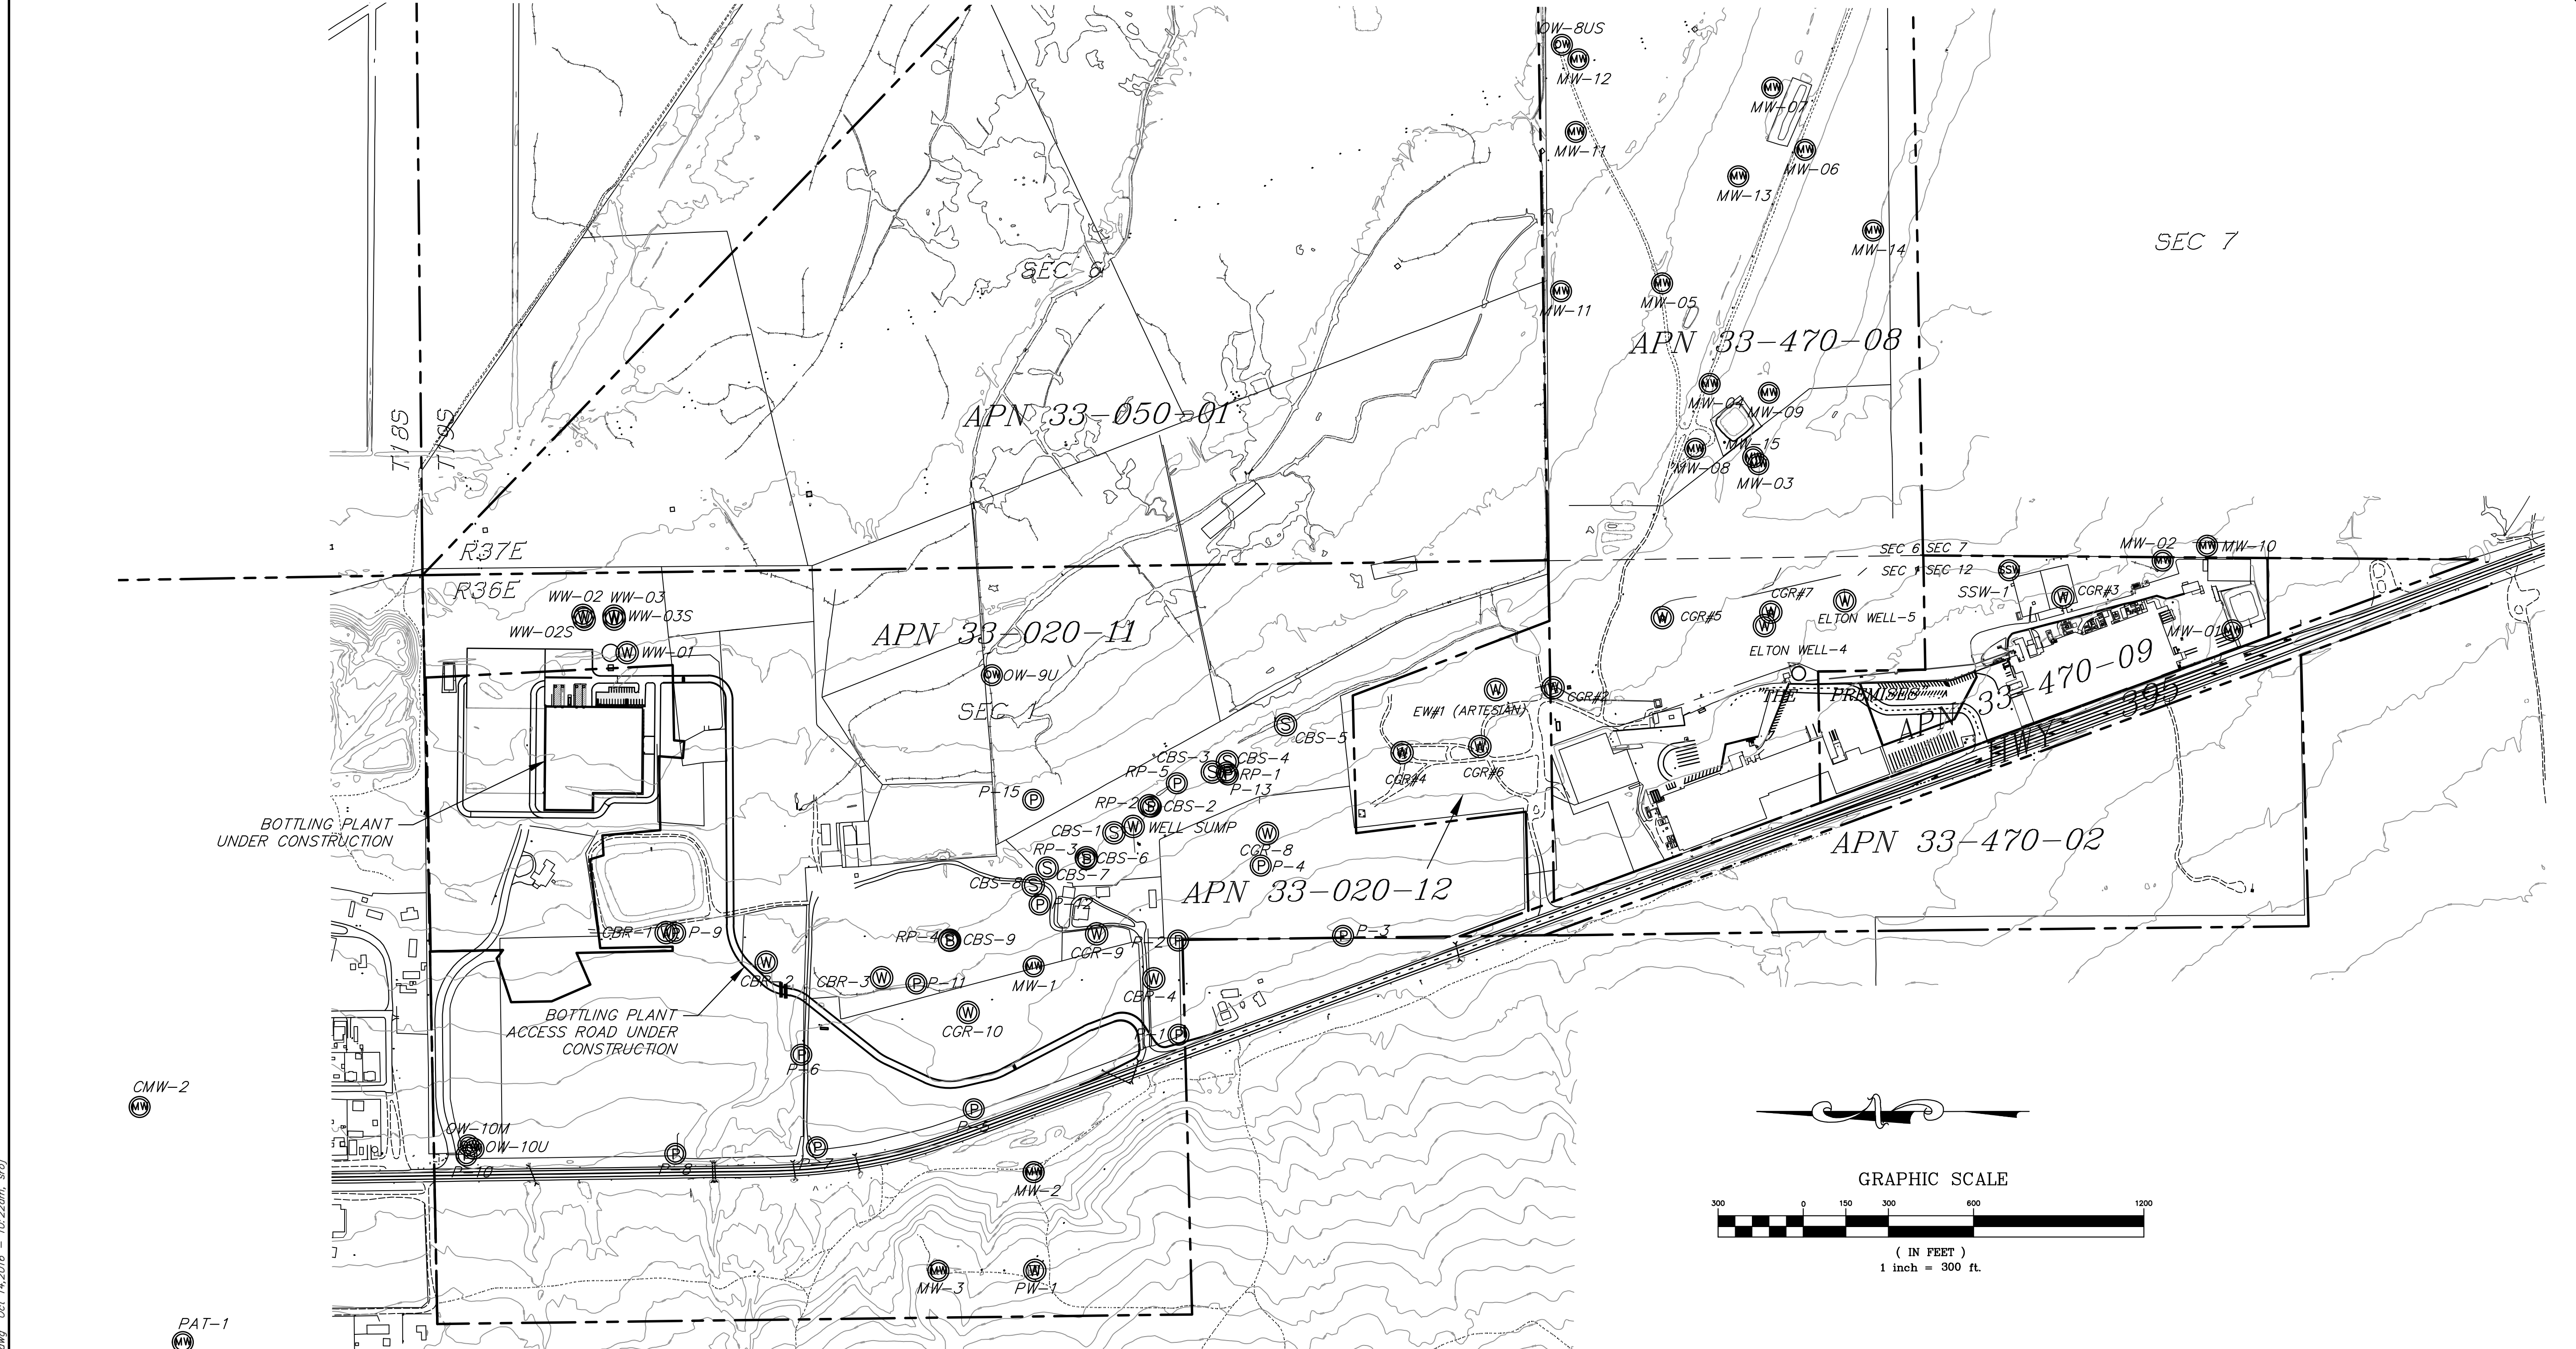 OW-8US
MW-12
MW-07
MW-11
MW-06
MW-13
MW-14
SEC 7
SEC 6
MW-05
MW-11
APN 33-470-08
MW-04
MW-09
APN 33-050-01
T18S
T19S
MW-15
MW-08
MW-03
R37E
R36E
SEC 6 SEC 7
SEC 1 SEC 12
MW-02
MW-10
SSW-1
CGR#3
WW-02 WW-03
WW-02S
WW-03S
WW-01
CGR#5
CGR#7
ELTON WELL-5
ELTON WELL-4
MW-01
APN 33-020-11
OW-9U
SEC 1
EW#1 (ARTESIAN)
CGR#2
"THE PREMISES"
APN 33-470-09
HWY 395
CBS-5
CGR#4
CGR#6
CBS-3
CBS-4
RP-5
RP-1
P-13
P-15
RP-2
CBS-2
WELL SUMP
CBS-1
RP-3
CBS-6
CBS-7
CBS-8
P-12
CGR-8
P-4
BOTTLING PLANT
UNDER CONSTRUCTION
APN 33-470-02
APN 33-020-12
CBR-1
P-9
RP-4
CBS-9
CGR-9
P-2
P-3
CBR-2
CBR-3
P-11
MW-1
CBR-4
BOTTLING PLANT
ACCESS ROAD UNDER
CONSTRUCTION
CGR-10
P-1
P-6
CMW-2
P-5
OW-10M
OW-10U
P-10
P-8
P-7
MW-2
MW-3
PW-1
PAT-1
GRAPHIC SCALE
300 0 150 300 600 1200
( IN FEET )
1 inch = 300 ft.